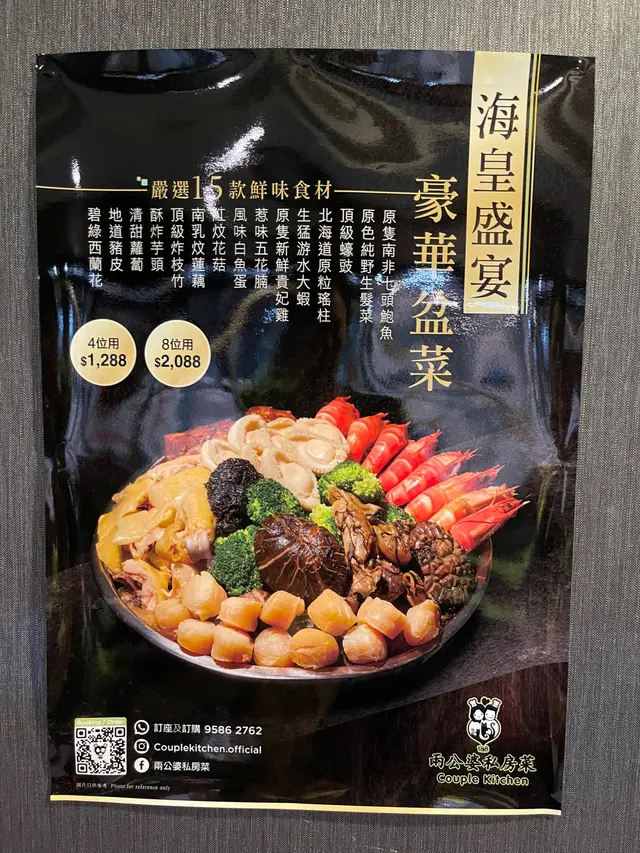 海皇盛宴
豪華盆菜
嚴選15款鮮味食材
原隻南非七頭鮑魚
原色純野生髮菜
頂級蠔豉
北海道原粒瑤柱
生猛游水大蝦
原隻新鮮貴妃雞
惹味五花腩
風味白魚蛋
紅炆花菇
南乳炆蓮藕
頂級炸枝竹
酥炸芋頭
清甜蘿蔔
地道豬皮
碧綠西蘭花
4位用
$1,288
8位用
$2,088
Booking / Order
訂座及訂購 9586 2762
Couplekitchen.official
兩公婆私房菜
圖片只供參考 Photo for reference only
兩公婆私房菜
Couple Kitchen